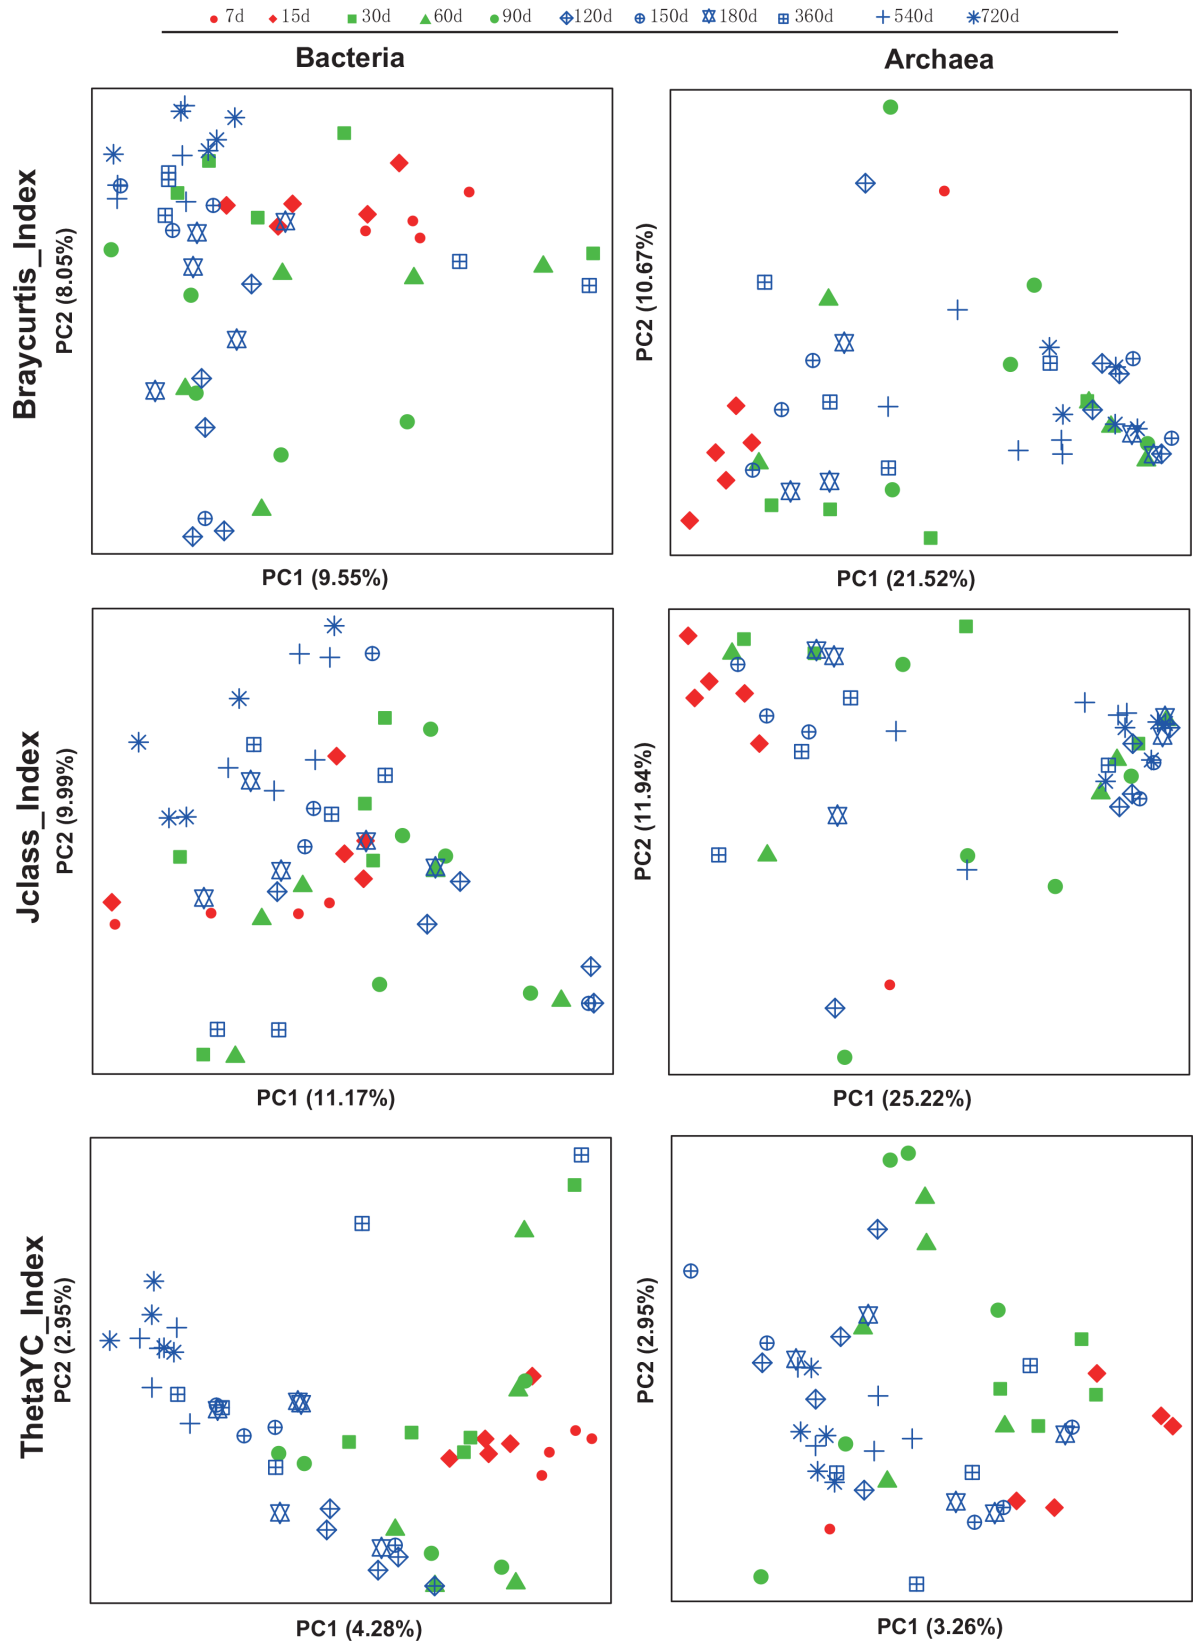 7d 15d 30d 60d 90d 120d 150d 180d 360d 540d 720d
Bacteria Archaea
Braycurtis_Index
PC2 (8.05%)
PC1 (9.55%)
PC2 (10.67%)
PC1 (21.52%)
Jclass_Index
PC2 (9.99%)
PC1 (11.17%)
PC2 (11.94%)
PC1 (25.22%)
ThetaYC_Index
PC2 (2.95%)
PC1 (4.28%)
PC2 (2.95%)
PC1 (3.26%)